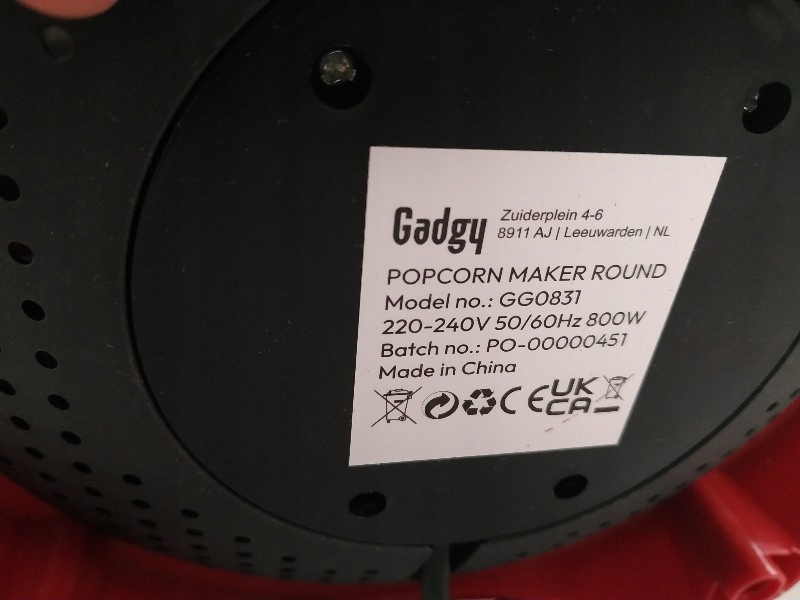 Gadgy
Zuiderplein 4-6
8911 AJ | Leeuwarden | NL
POPCORN MAKER ROUND
Model no.: GG0831
220-240V 50/60Hz 800W
Batch no.: PO-00000451
Made in China
CE UK
CA